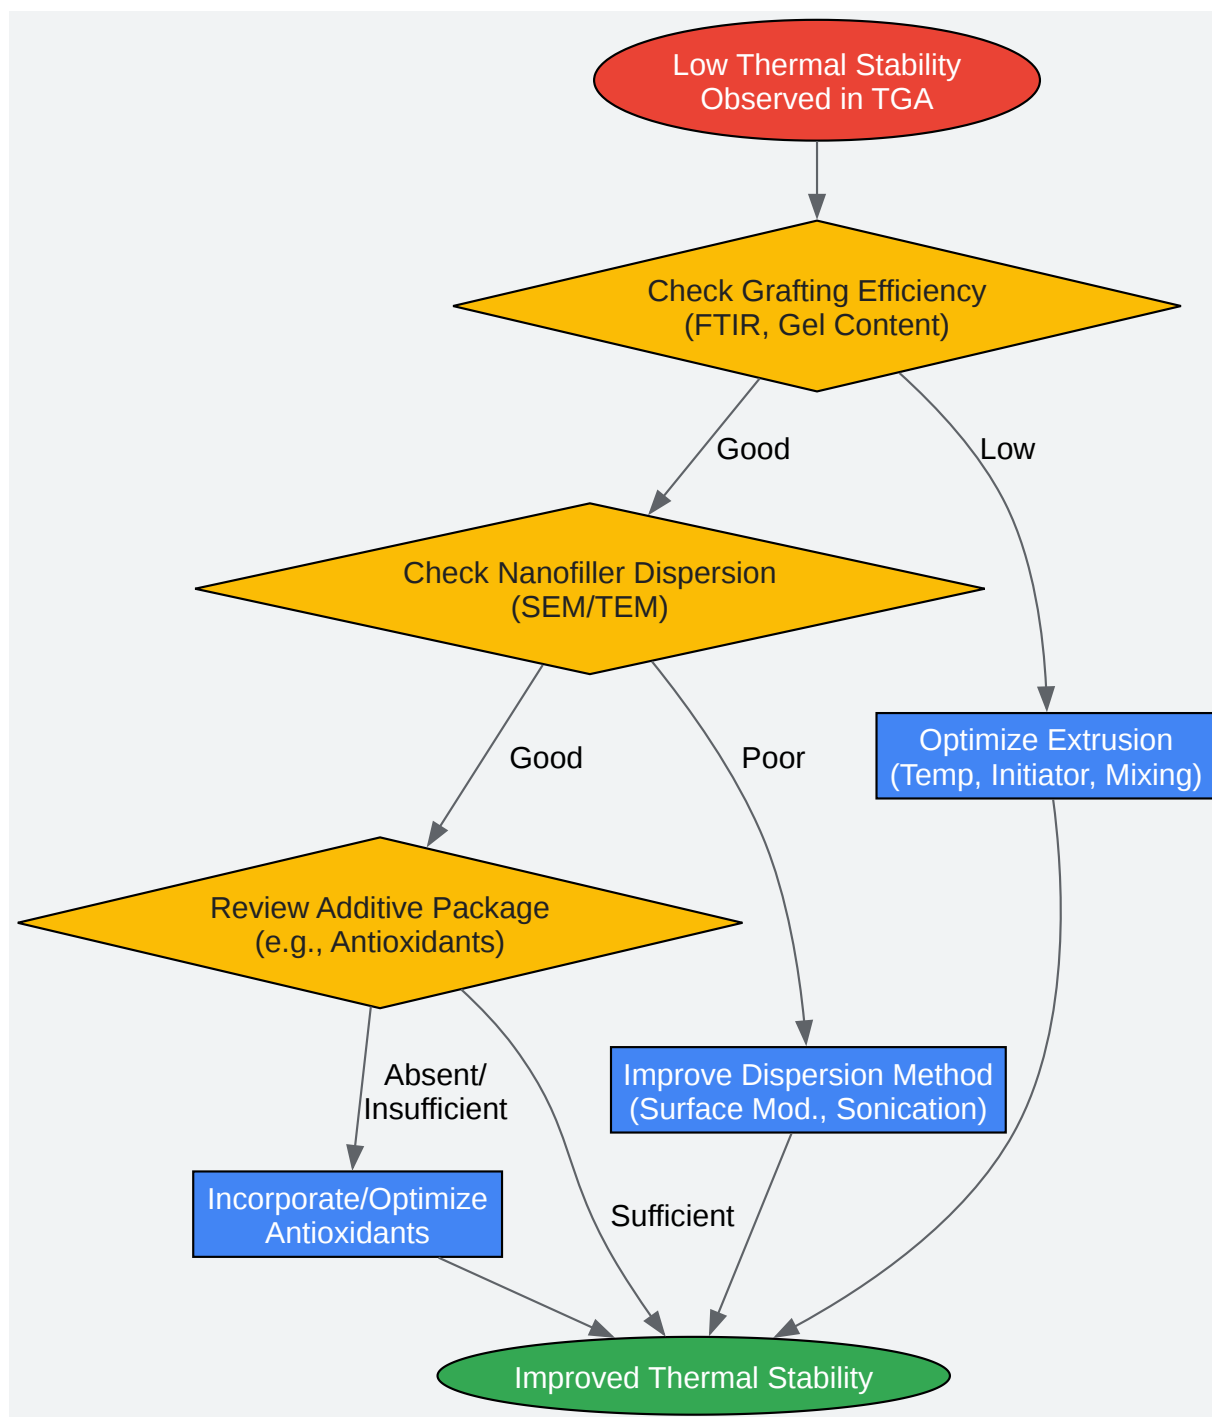 Low Thermal Stability
Observed in TGA
Check Grafting Efficiency
(FTIR, Gel Content)
Good
Low
Check Nanofiller Dispersion
(SEM/TEM)
Optimize Extrusion
(Temp, Initiator, Mixing)
Good
Poor
Review Additive Package
(e.g., Antioxidants)
Absent/
Insufficient
Improve Dispersion Method
(Surface Mod., Sonication)
Incorporate/Optimize
Antioxidants
Sufficient
Improved Thermal Stability